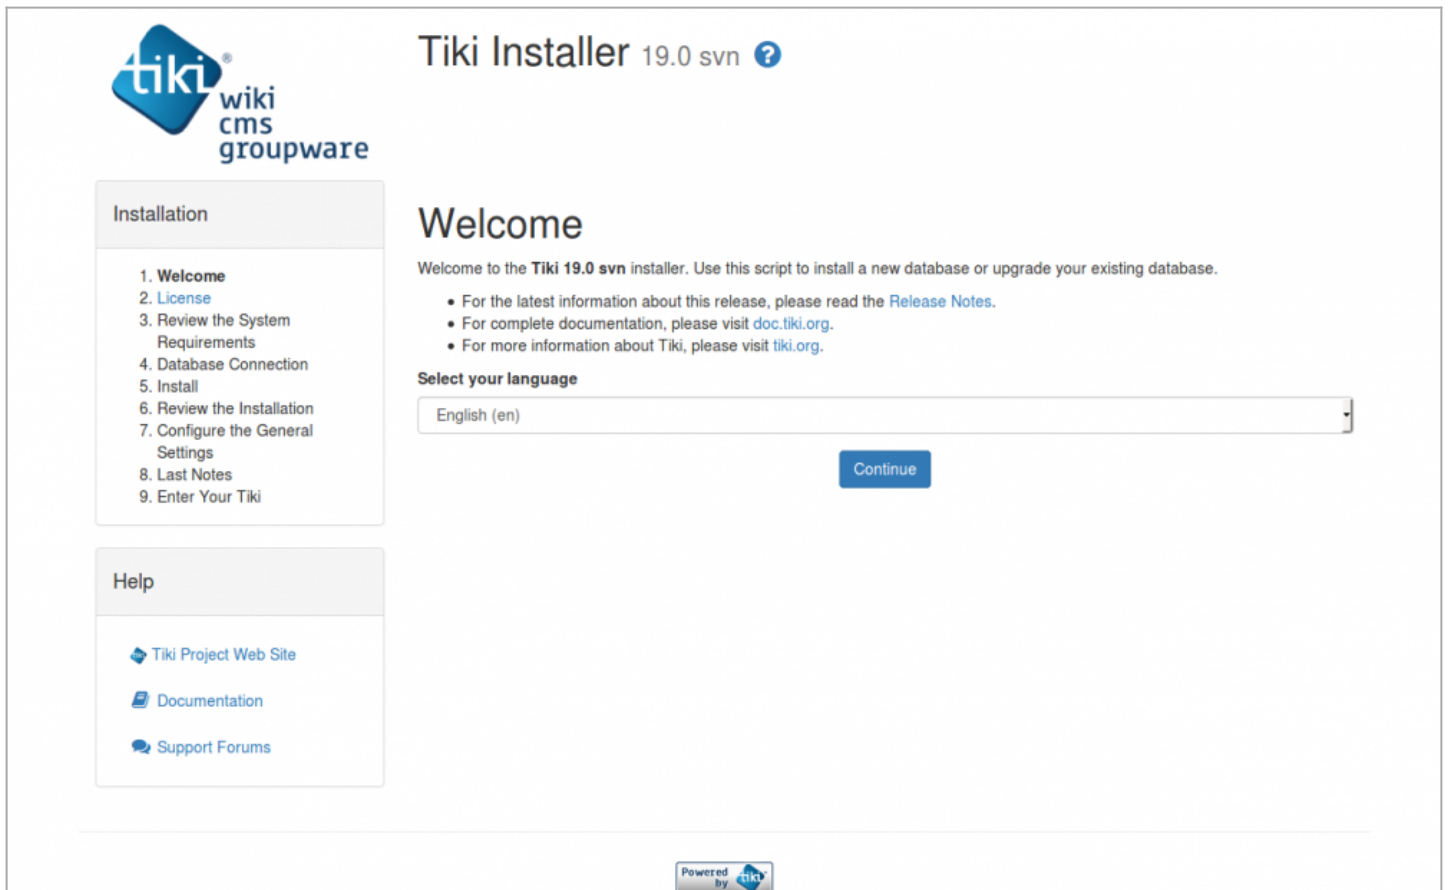 tiki®
wiki
cms
groupware
Tiki Installer 19.0 svn ?
Installation
1. Welcome
2. License
3. Review the System
Requirements
4. Database Connection
5. Install
6. Review the Installation
7. Configure the General
Settings
8. Last Notes
9. Enter Your Tiki
Help
Tiki Project Web Site
Documentation
Support Forums
Welcome
Welcome to the Tiki 19.0 svn installer. Use this script to install a new database or upgrade your existing database.
• For the latest information about this release, please read the Release Notes.
• For complete documentation, please visit doc.tiki.org.
• For more information about Tiki, please visit tiki.org.
Select your language
English (en)
Continue
Powered
by tiki